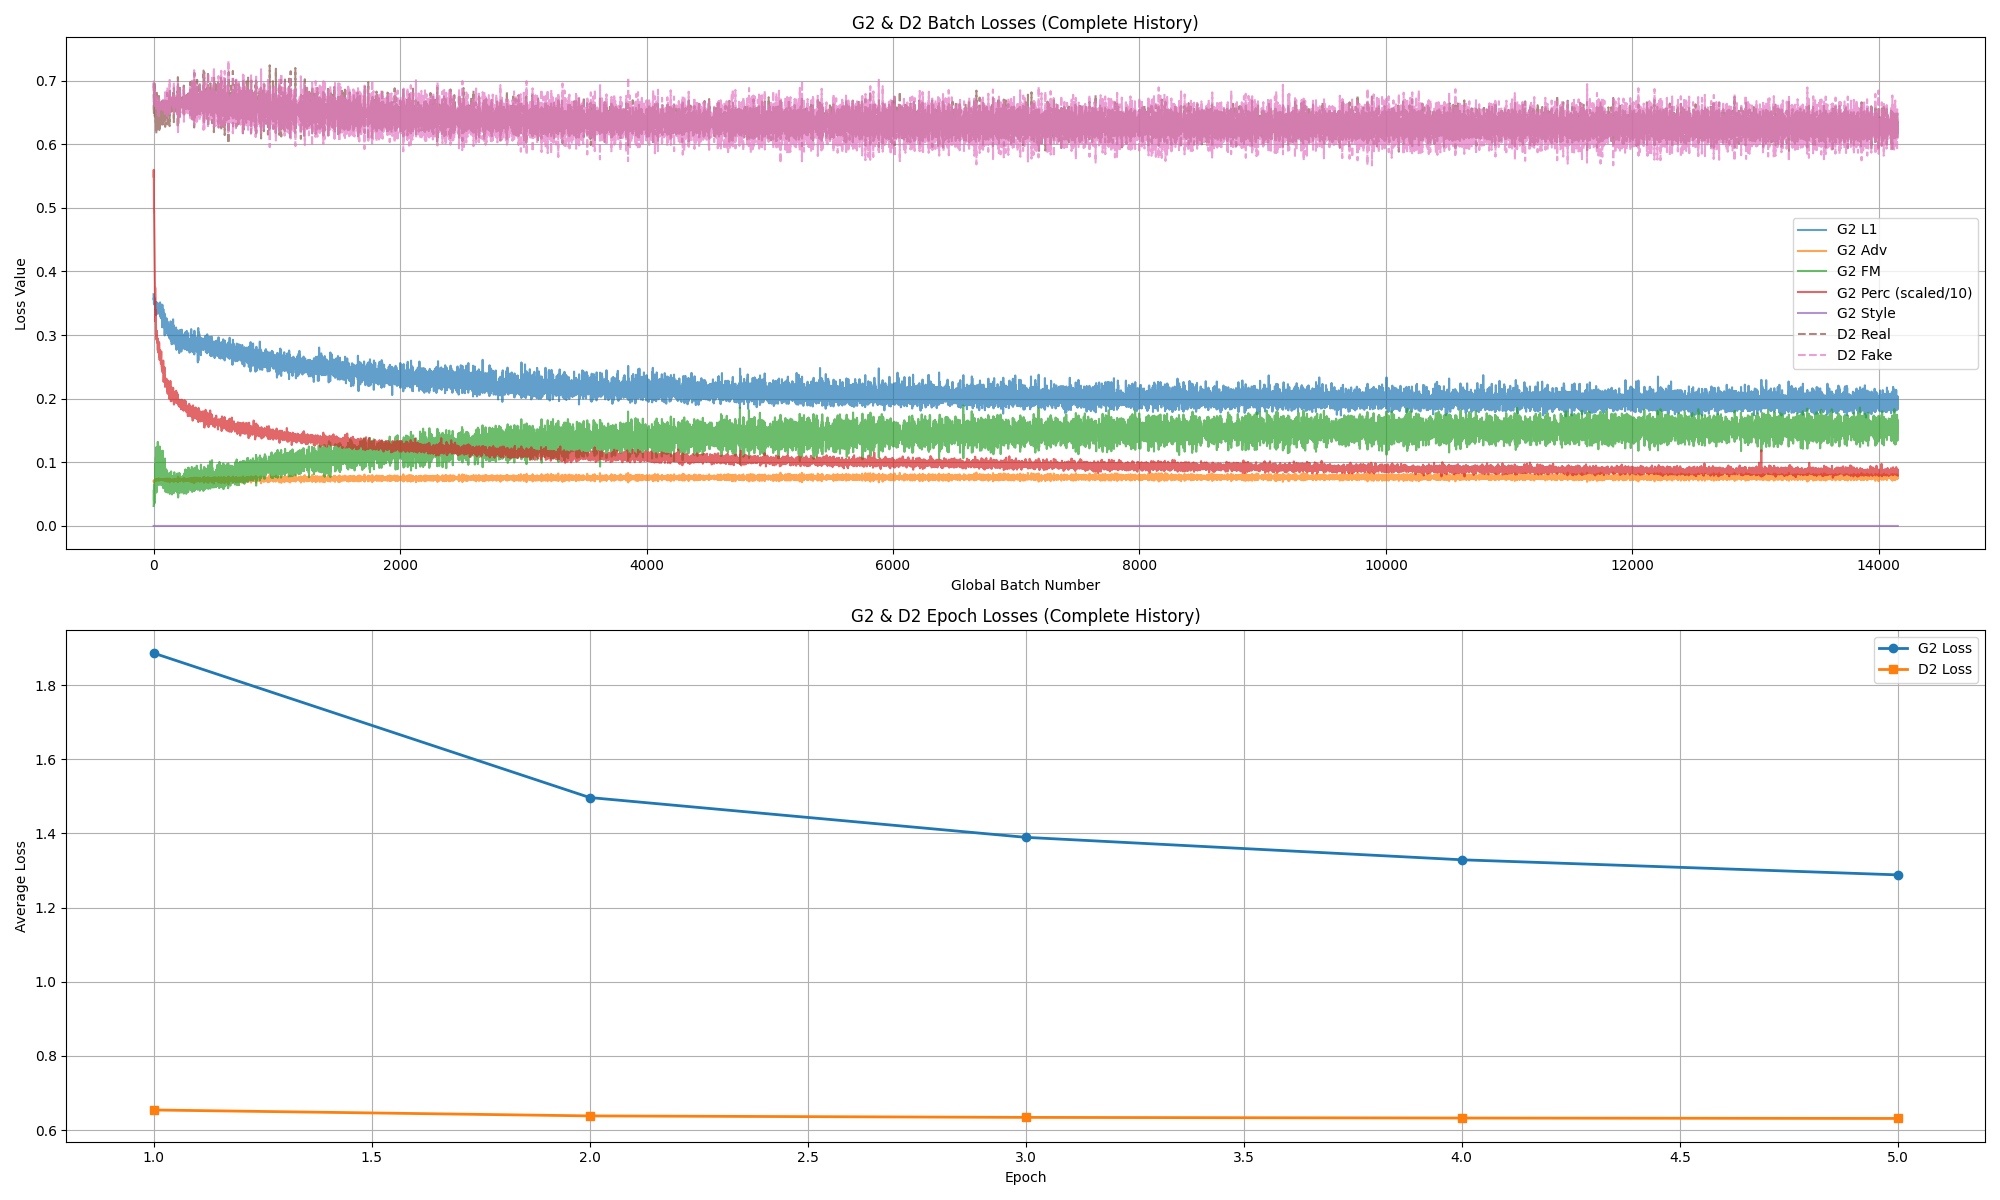 G2 & D2 Batch Losses (Complete History)
Loss Value
0.7
0.6
0.5
0.4
0.3
0.2
0.1
0.0
G2 L1
G2 Adv
G2 FM
G2 Perc (scaled/10)
G2 Style
D2 Real
D2 Fake
0 2000 4000 6000 8000 10000 12000 14000
Global Batch Number
G2 & D2 Epoch Losses (Complete History)
Average Loss
1.8
1.6
1.4
1.2
1.0
0.8
0.6
G2 Loss
D2 Loss
1.0 1.5 2.0 2.5 3.0 3.5 4.0 4.5 5.0
Epoch